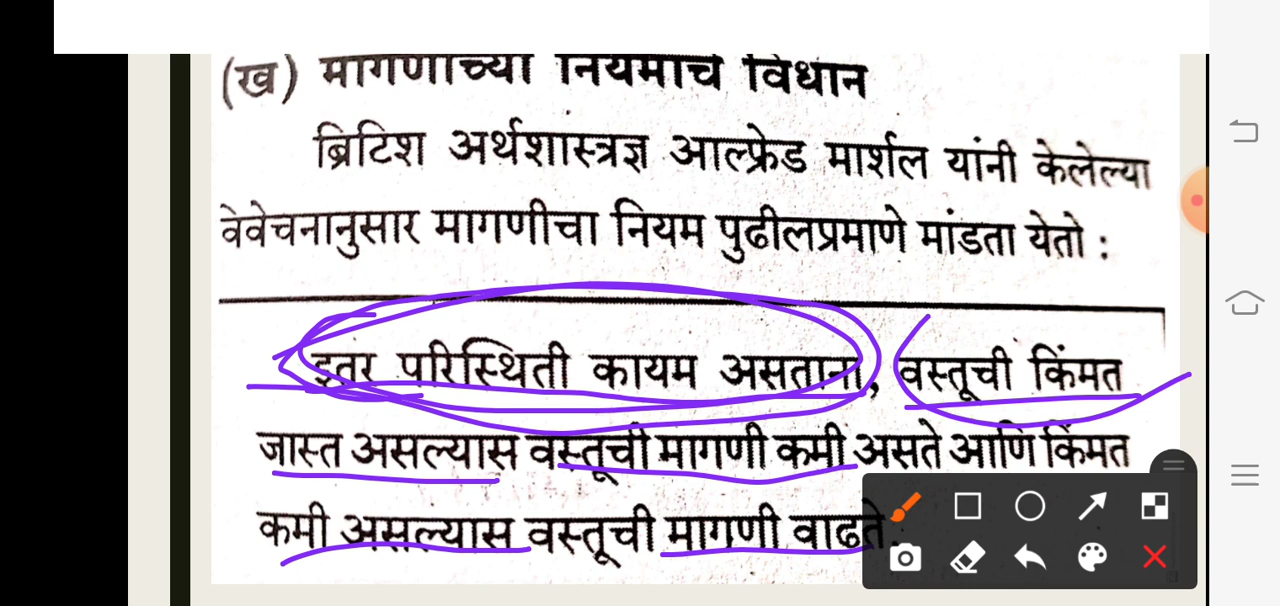 (ख) मागणीच्या नियमाचे विधान
ब्रिटिश अर्थशास्त्रज्ञ आल्फ्रेड मार्शल यांनी केलेल्या
वेवेचनानुसार मागणीचा नियम पुढीलप्रमाणे मांडता येतो :
इतर परिस्थिती कायम असताना, वस्तूची किंमत
जास्त असल्यास वस्तूची मागणी कमी असते आणि किंमत
कमी असल्यास वस्तूची मागणी वाढते.